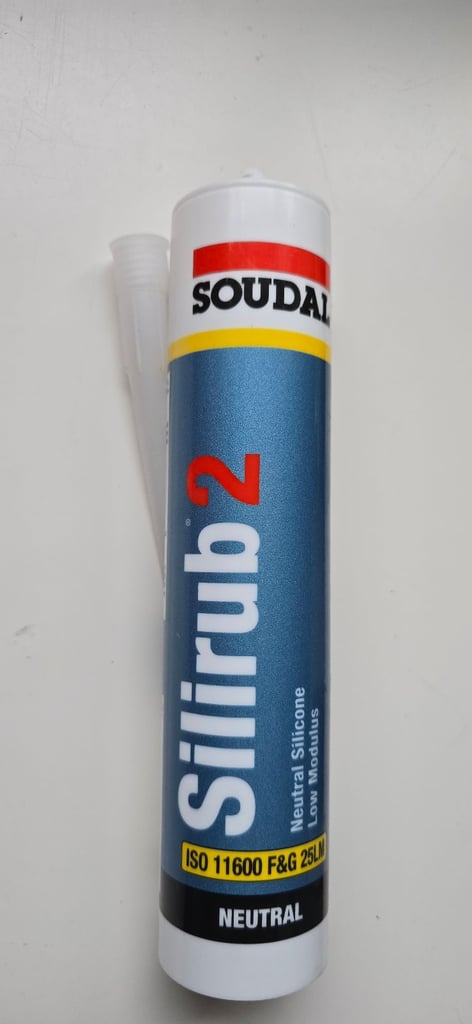 SOUDAL
Silirub® 2
Neutral Silicone
Low Modulus
ISO 11600 F&G 25LM
NEUTRAL